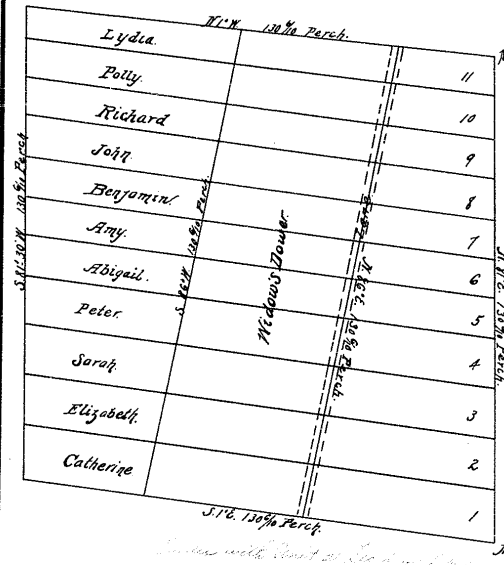 N 1° W. 130 6/10 Perch.
Lydia. 11
Polly. 10
Richard 9
John. 8
Benjamin 7
Amy. 6
Abigail. 5
Peter. 4
Sarah. 3
Elizabeth. 2
Catherine 1
S. 81° 30' W 130 6/10 Perch
S. 86° W 130 6/10 Perch.
Widows Dower.
N. 86° E. 130 6/10 Perch.
N. 81° E. 130 6/10 Perch.
S. 1° E. 130 6/10 Perch.